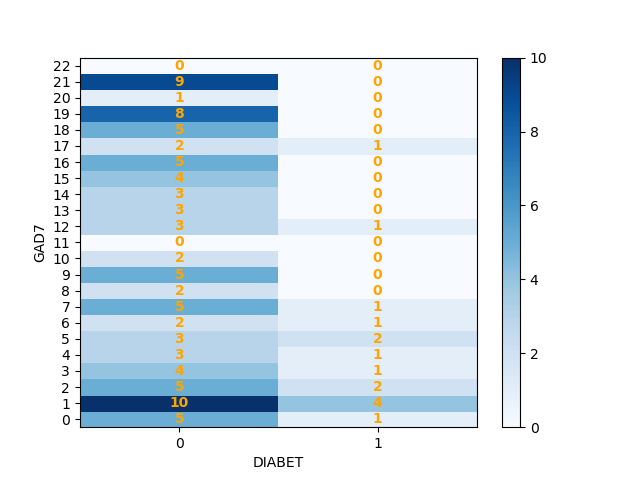 22 0 0 10
21 9 0
20 1 0
19 8 0
18 5 0 8
17 2 1
16 5 0
15 4 0
14 3 0 6
13 3 0
12 3 1
11 0 0
GAD7
10 2 0
9 5 0 4
8 2 0
7 5 1
6 2 1
5 3 2
4 3 1 2
3 4 1
2 5 2
1 10 4
0 5 1 0
0 1
DIABET